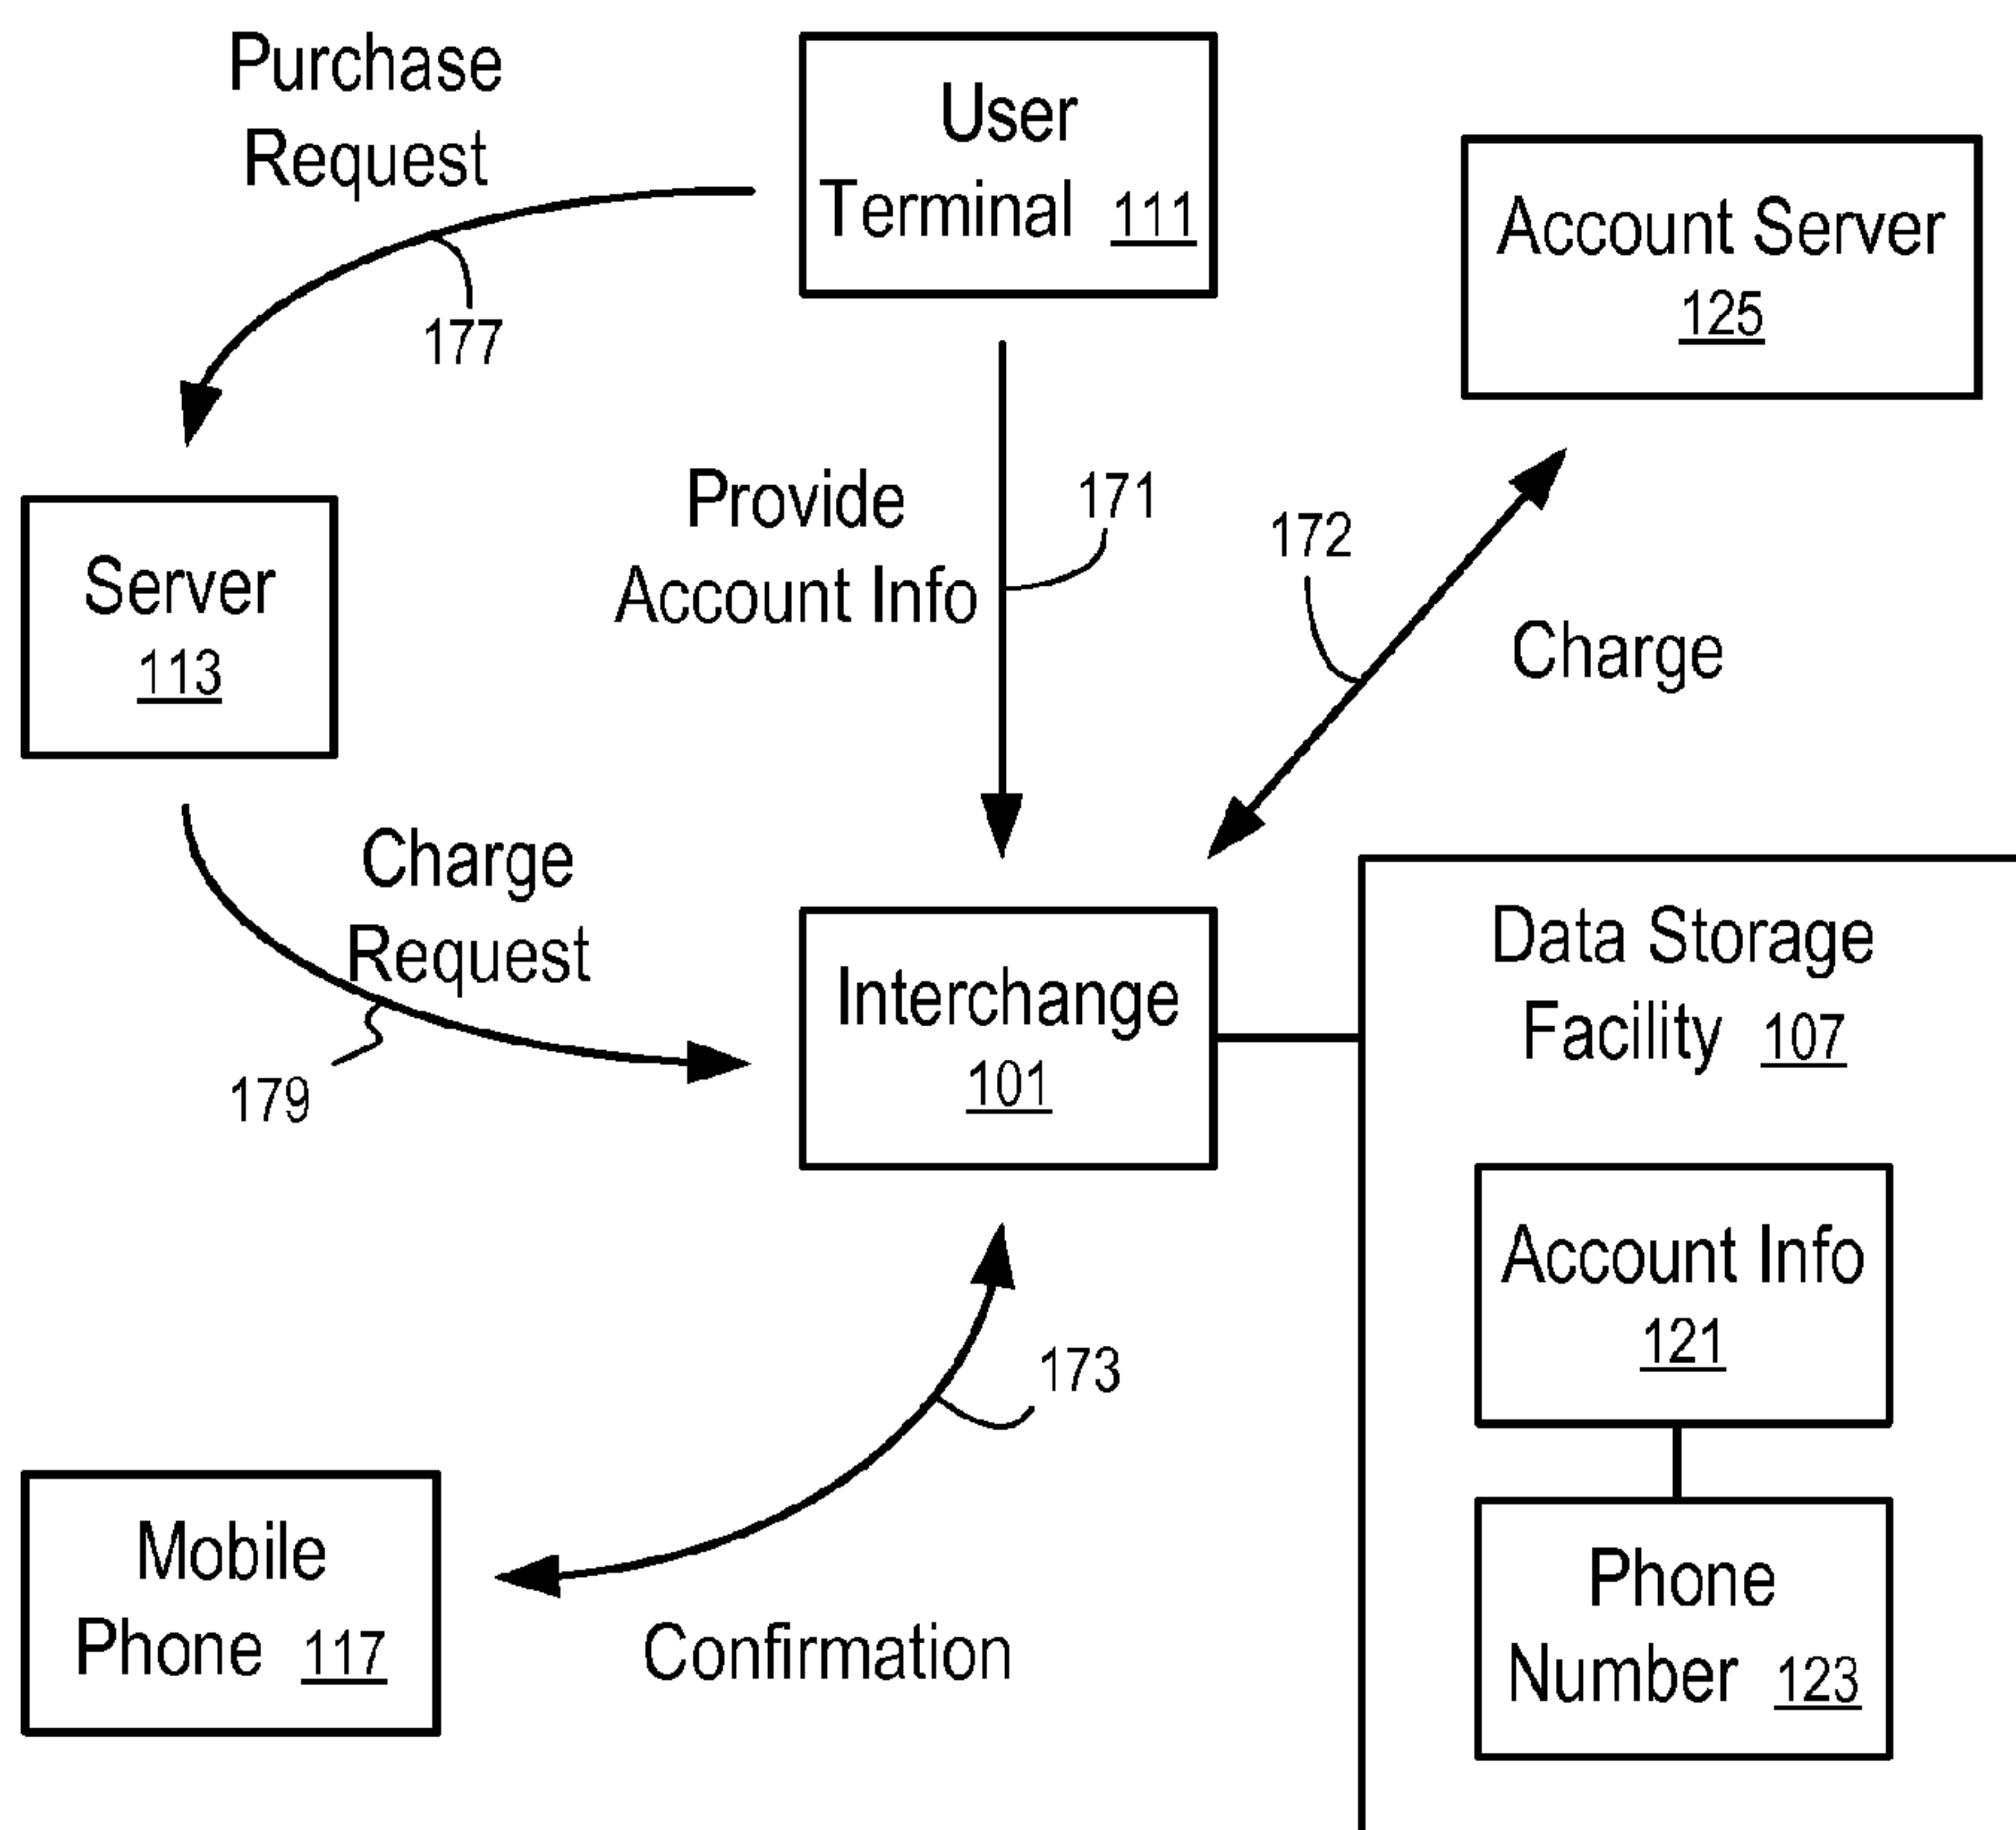 Purchase
Request
177
User
Terminal 111
Account Server
125
Server
113
Provide
Account Info
171
172
Charge
Charge
Request
179
Interchange
101
Data Storage
Facility 107
Account Info
121
Phone
Number 123
173
Mobile
Phone 117
Confirmation